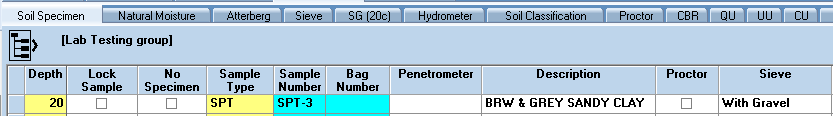 Soil Specimen Natural Moisture Atterberg Sieve SG (20c) Hydrometer Soil Classification Proctor CBR QU UU CU
[Lab Testing group]
Depth Lock Sample No Specimen Sample Type Sample Number Bag Number Penetrometer Description Proctor Sieve
20 SPT SPT-3 BRW & GREY SANDY CLAY With Gravel